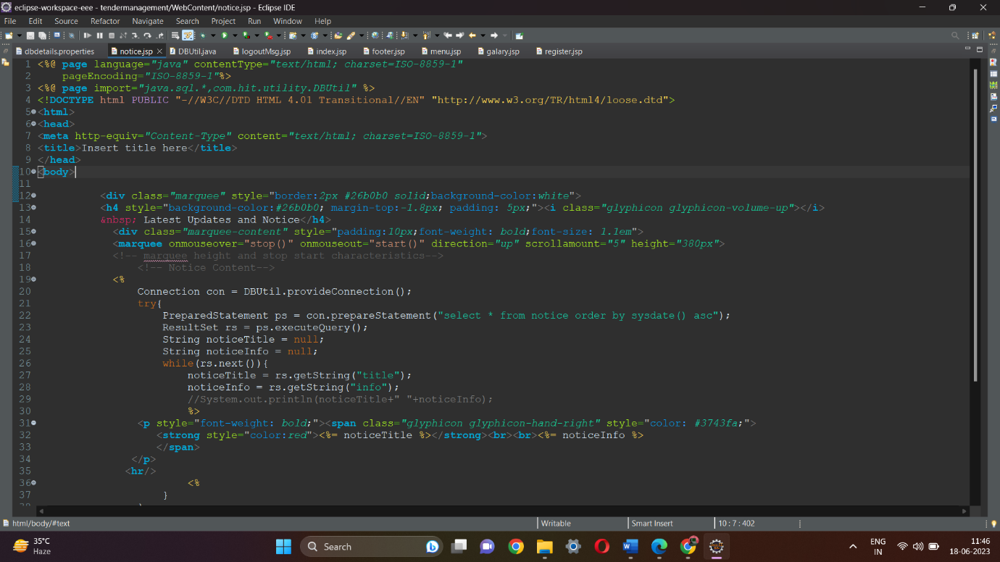 eclipse-workspace-eee - tendermanagement/WebContent/notice.jsp - Eclipse IDE
File Edit Source Refactor Navigate Search Project Run Window Help
dbdetails.properties notice.jsp DBUtil.java logoutMsg.jsp index.jsp footer.jsp menu.jsp galary.jsp register.jsp
1 <%@ page language="java" contentType="text/html; charset=ISO-8859-1"
2 pageEncoding="ISO-8859-1"%>
3 <%@ page import="java.sql.*,com.hit.utility.DBUtil" %>
4 <!DOCTYPE html PUBLIC "-//W3C//DTD HTML 4.01 Transitional//EN" "http://www.w3.org/TR/html4/loose.dtd">
5 <html>
6 <head>
7 <meta http-equiv="Content-Type" content="text/html; charset=ISO-8859-1">
8 <title>Insert title here</title>
9 </head>
10 <body>
11
12 <div class="marquee" style="border:2px #26b0b0 solid;background-color:white">
13 <h4 style="background-color:#26b0b0; margin-top:-1.8px; padding: 5px;"><i class="glyphicon glyphicon-volume-up"></i>
14 &nbsp; Latest Updates and Notice</h4>
15 <div class="marquee-content" style="padding:10px;font-weight: bold;font-size: 1.1em">
16 <marquee onmouseover="stop()" onmouseout="start()" direction="up" scrollamount="5" height="380px">
17 <!-- marquee height and stop start characteristics-->
18 <!-- Notice Content-->
19 <%
20 Connection con = DBUtil.provideConnection();
21 try{
22 PreparedStatement ps = con.prepareStatement("select * from notice order by sysdate() asc");
23 ResultSet rs = ps.executeQuery();
24 String noticeTitle = null;
25 String noticeInfo = null;
26 while(rs.next()){
27 noticeTitle = rs.getString("title");
28 noticeInfo = rs.getString("info");
29 //System.out.println(noticeTitle+" "+noticeInfo);
30 %>
31 <p style="font-weight: bold;"><span class="glyphicon glyphicon-hand-right" style="color: #3743fa;">
32 <strong style="color:red"><%= noticeTitle %></strong><br><br><%= noticeInfo %>
33 </span>
34 </p>
35 <hr/>
36 <%
37 }
html/body/#text Writable Smart Insert 10 : 7 : 402
35°C
Haze
Search
ENG
IN
11:46
18-06-2023